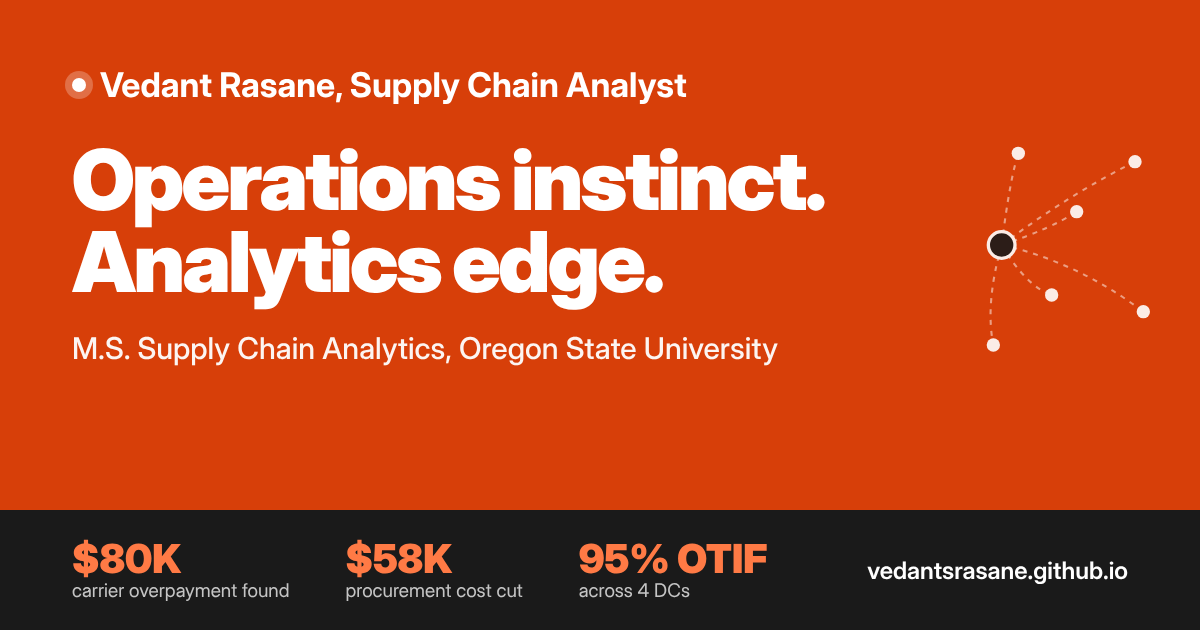 Vedant Rasane, Supply Chain Analyst
Operations instinct.
Analytics edge.
M.S. Supply Chain Analytics, Oregon State University
$80K
carrier overpayment found
$58K
procurement cost cut
95% OTIF
across 4 DCs
vedantsrasane.github.io